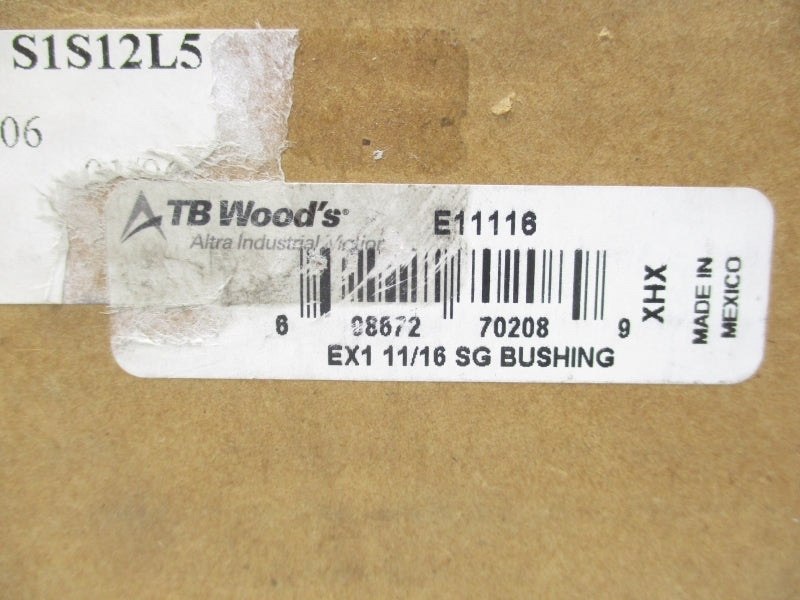 S1S12L5
06
TB Wood's
Altra Industrial Motion
E11116
6 98672 70208 9
EX1 11/16 SG BUSHING
XHX
MADE IN
MEXICO